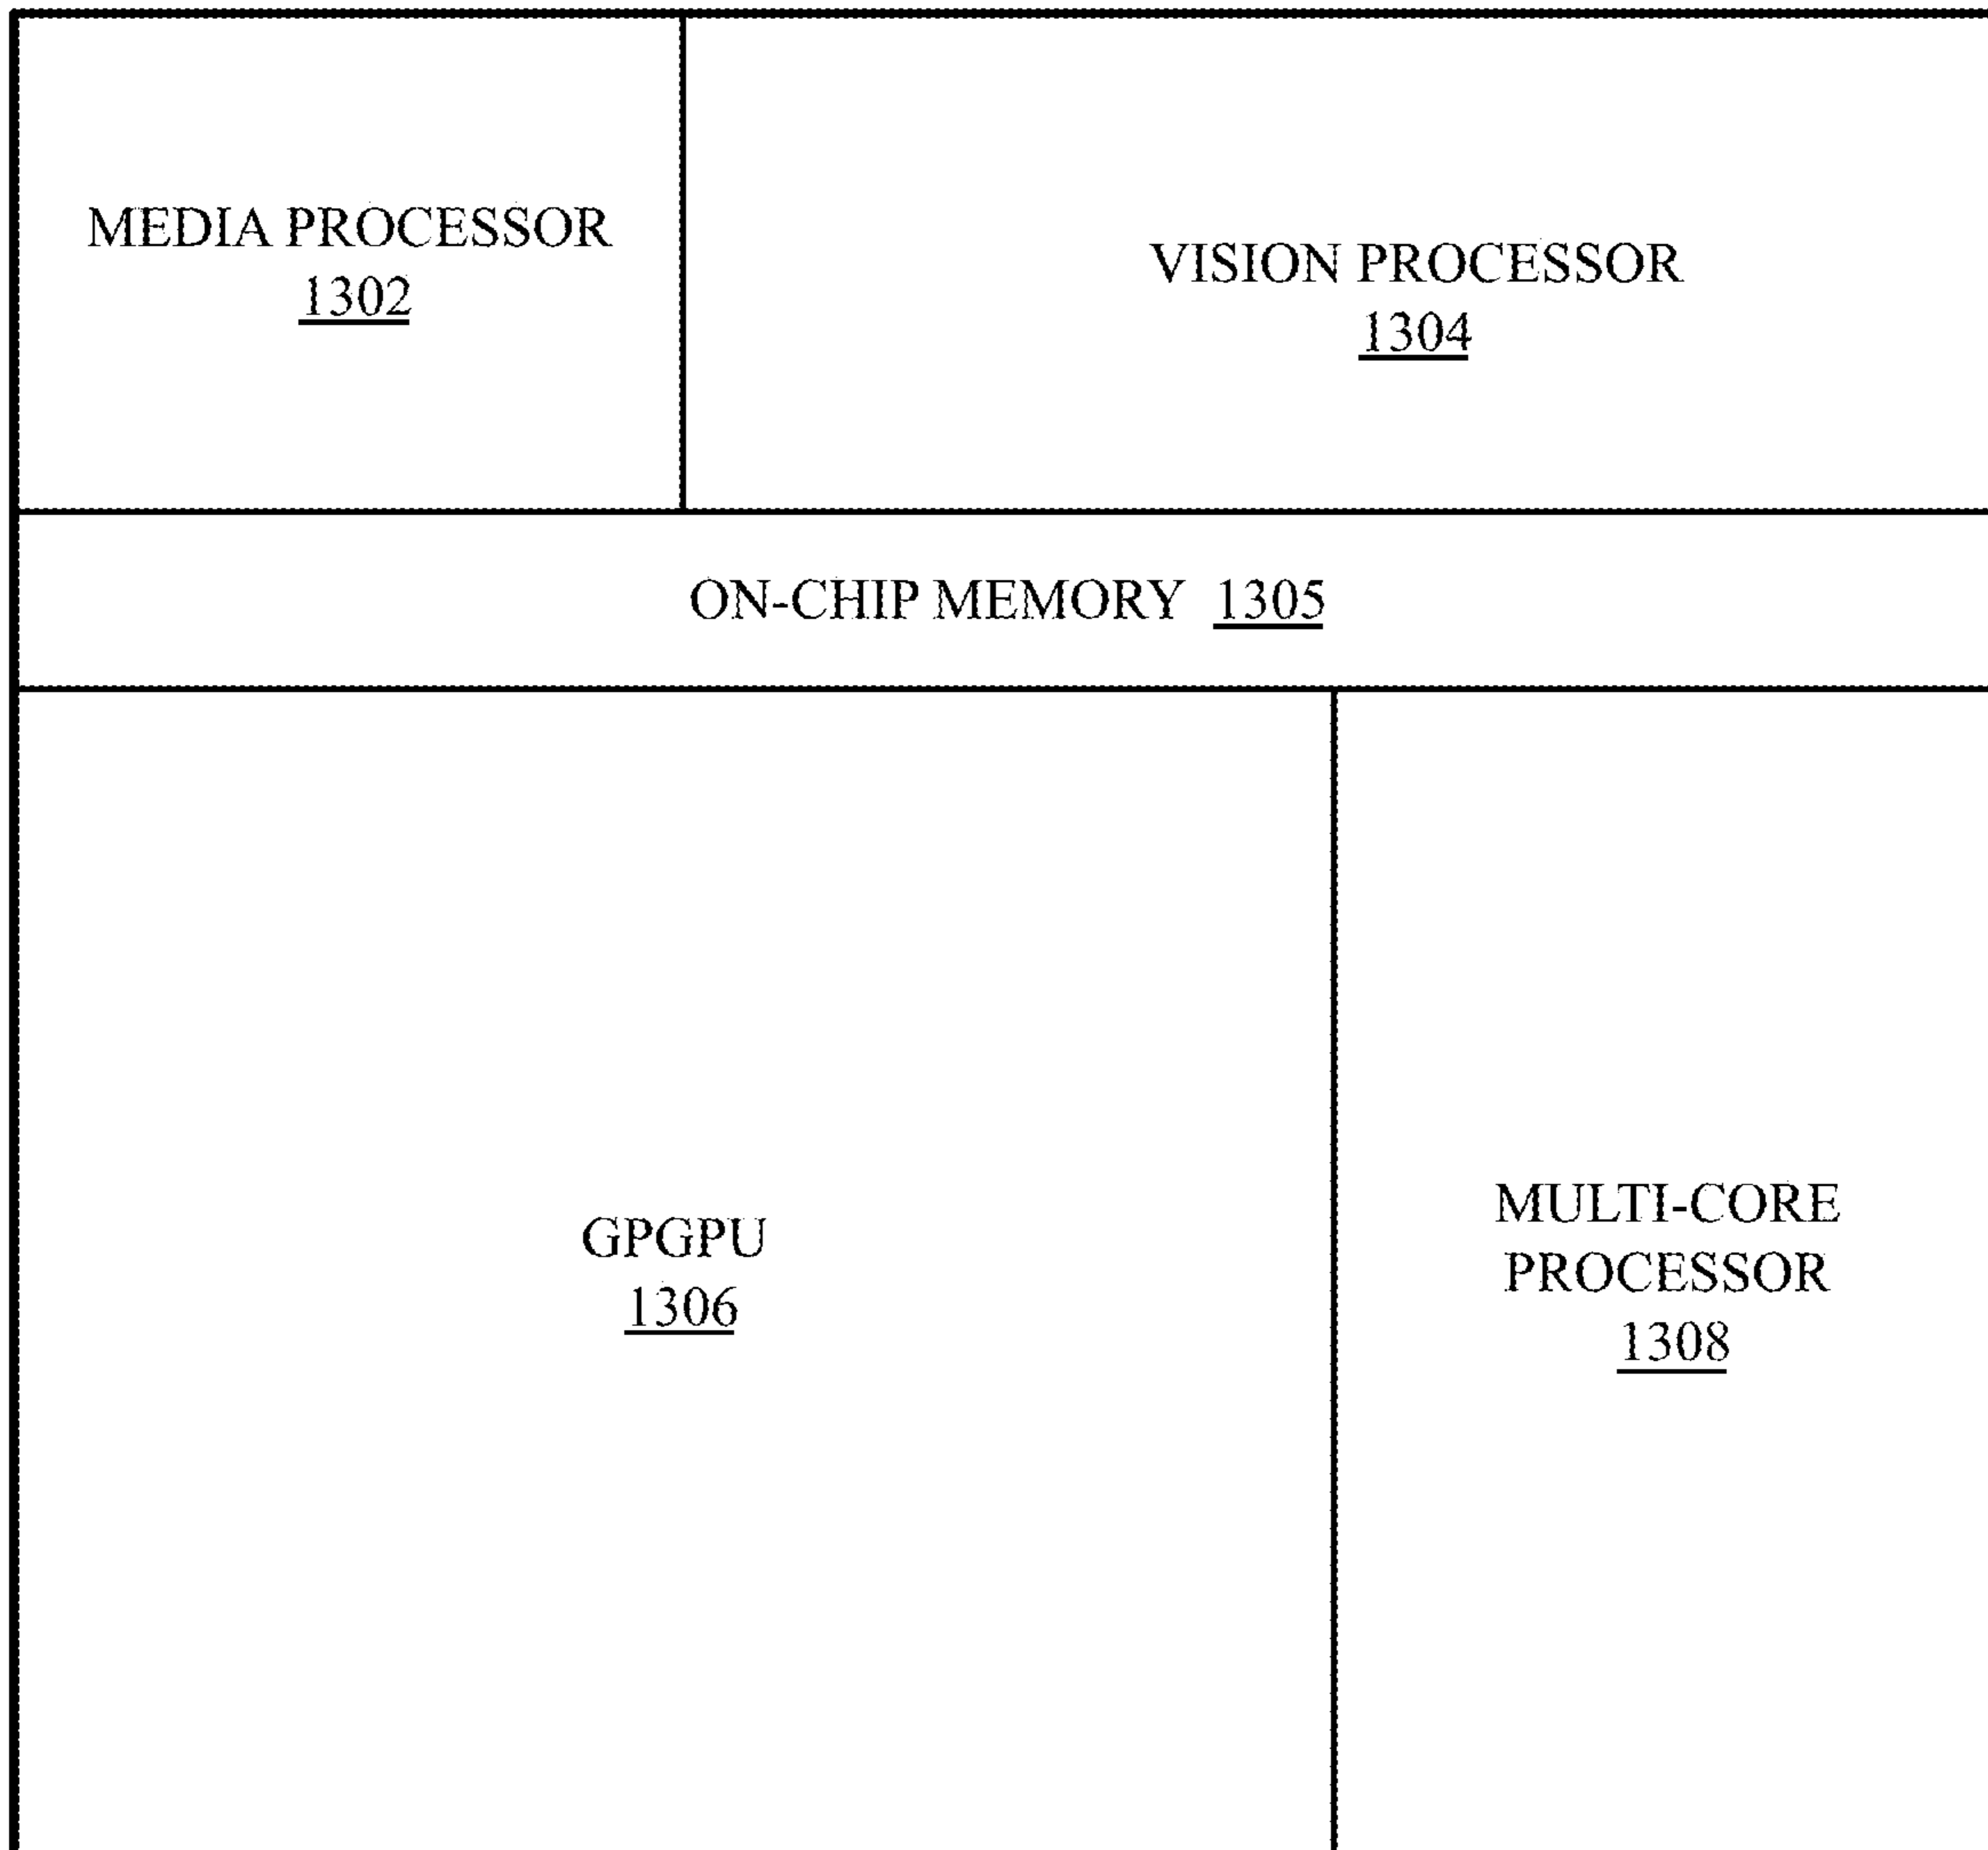 MEDIA PROCESSOR
1302
VISION PROCESSOR
1304
ON-CHIP MEMORY 1305
GPGPU
1306
MULTI-CORE
PROCESSOR
1308